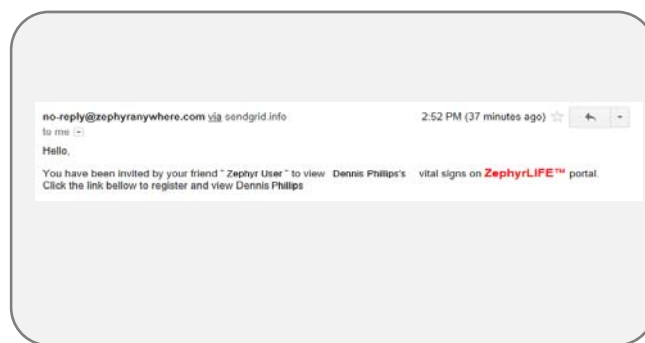 no-reply@zephyranywhere.com via sendgrid.info 2:52 PM (37 minutes ago)
to me
Hello,
You have been invited by your friend " Zephyr User " to view Dennis Phillips's vital signs on ZephyrLIFE™ portal.
Click the link bellow to register and view Dennis Phillips